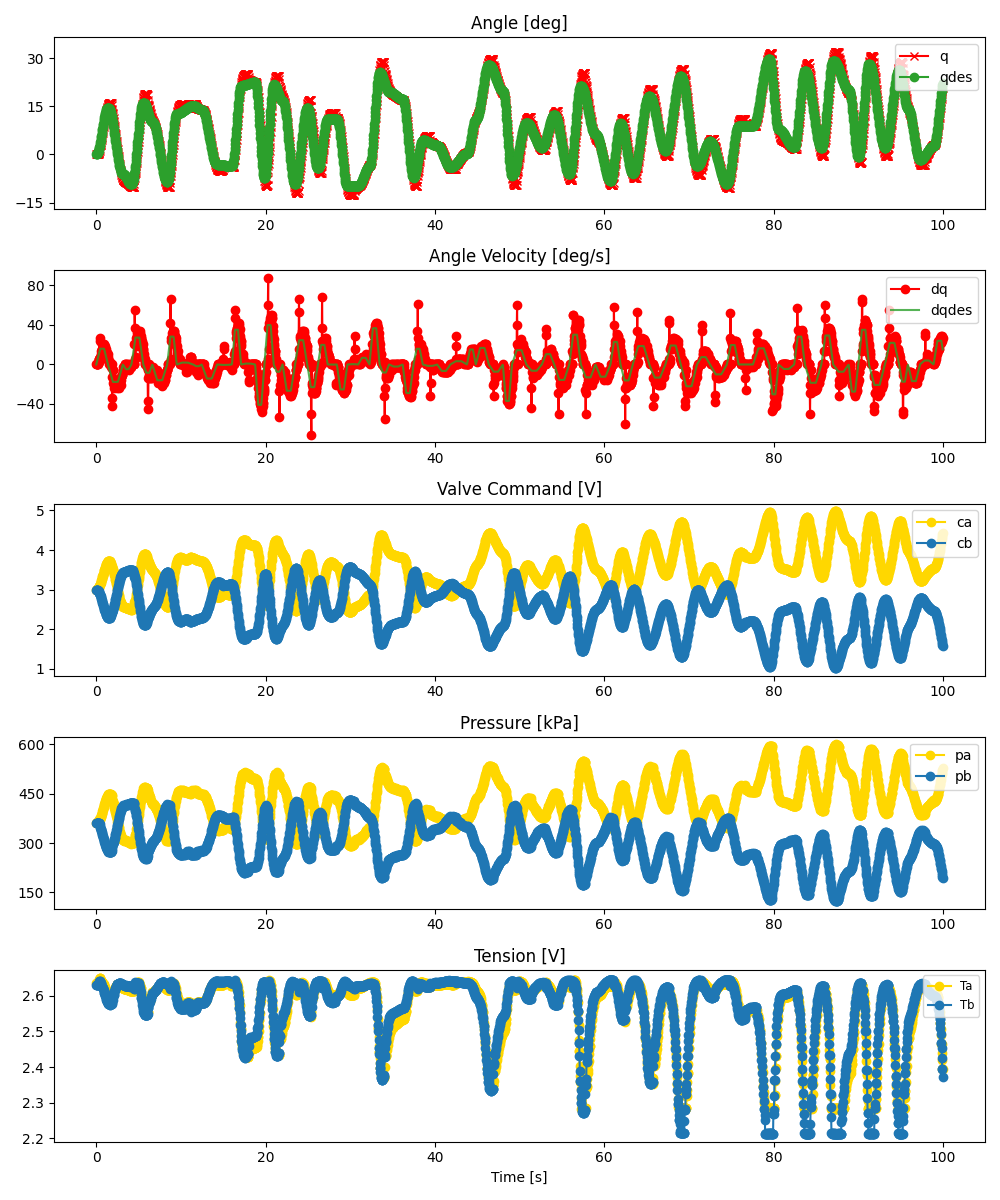 Angle [deg]
30
15
0
−15
q
qdes
0 20 40 60 80 100
Angle Velocity [deg/s]
80
40
0
−40
dq
dqdes
0 20 40 60 80 100
Valve Command [V]
5
4
3
2
1
ca
cb
0 20 40 60 80 100
Pressure [kPa]
600
450
300
150
pa
pb
0 20 40 60 80 100
Tension [V]
2.6
2.5
2.4
2.3
2.2
Ta
Tb
0 20 40 60 80 100
Time [s]